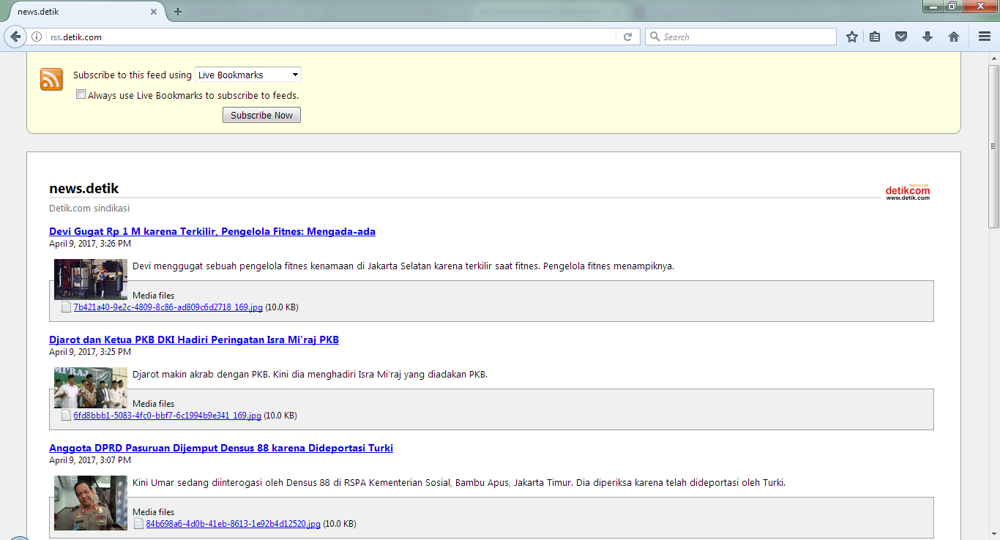 news.detik
rss.detik.com
Search
Subscribe to this feed using Live Bookmarks
Always use Live Bookmarks to subscribe to feeds.
Subscribe Now
news.detik
detikcom
www.detik.com
Detik.com sindikasi
Devi Gugat Rp 1 M karena Terkilir, Pengelola Fitnes: Mengada-ada
April 9, 2017, 3:26 PM
Devi menggugat sebuah pengelola fitnes kenamaan di Jakarta Selatan karena terkilir saat fitnes. Pengelola fitnes menampiknya.
Media files
7b421a40-9e2c-4809-8c86-ad809c6d2718_169.jpg (10.0 KB)
Djarot dan Ketua PKB DKI Hadiri Peringatan Isra Mi'raj PKB
April 9, 2017, 3:25 PM
MI'RAJ
Djarot makin akrab dengan PKB. Kini dia menghadiri Isra Mi'raj yang diadakan PKB.
Media files
6fd8bbb1-5083-4fc0-bbf7-6c1994b9e341_169.jpg (10.0 KB)
Anggota DPRD Pasuruan Dijemput Densus 88 karena Dideportasi Turki
April 9, 2017, 3:07 PM
Kini Umar sedang diinterogasi oleh Densus 88 di RSPA Kementerian Sosial, Bambu Apus, Jakarta Timur. Dia diperiksa karena telah dideportasi oleh Turki.
Media files
84b698a6-4d0b-41eb-8613-1e92b4d12520.jpg (10.0 KB)